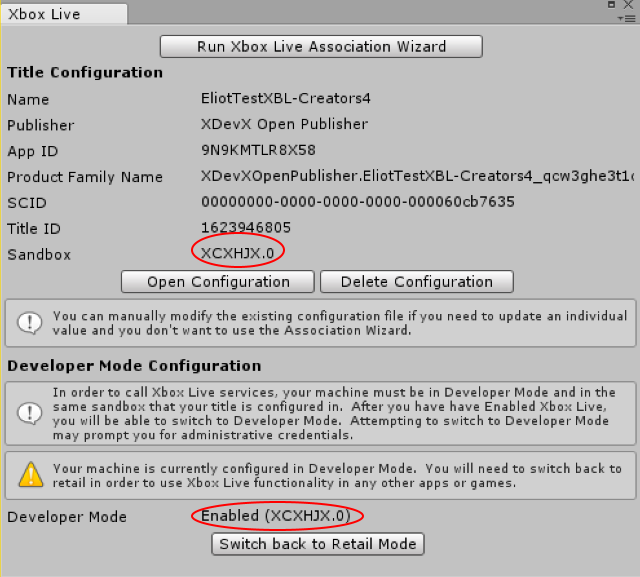 Xbox Live
Run Xbox Live Association Wizard
Title Configuration
Name EliotTestXBL-Creators4
Publisher XDevX Open Publisher
App ID 9N9KMTLR8X58
Product Family Name XDevXOpenPublisher.EliotTestXBL-Creators4_qcw3ghe3t1
SCID 00000000-0000-0000-0000-000060cb7635
Title ID 1623946805
Sandbox XCXHJX.0
Open Configuration Delete Configuration
You can manually modify the existing configuration file if you need to update an individual
value and you don't want to use the Association Wizard.
Developer Mode Configuration
In order to call Xbox Live services, your machine must be in Developer Mode and in the
same sandbox that your title is configured in. After you have have Enabled Xbox Live,
you will be able to switch to Developer Mode. Attempting to switch to Developer Mode
may prompt you for administrative credentials.
Your machine is currently configured in Developer Mode. You will need to switch back to
retail in order to use Xbox Live functionality in any other apps or games.
Developer Mode Enabled (XCXHJX.0)
Switch back to Retail Mode